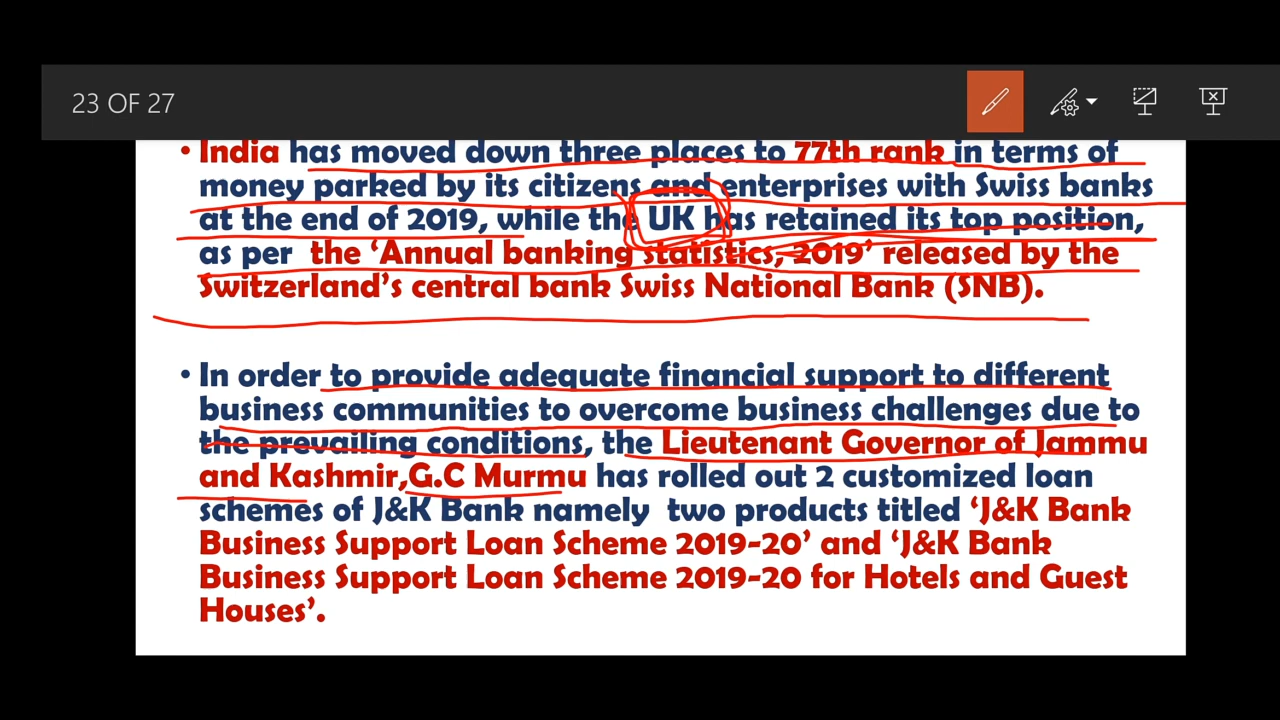 23 OF 27
• India has moved down three places to 77th rank in terms of
money parked by its citizens and enterprises with Swiss banks
at the end of 2019, while the UK has retained its top position,
as per the ‘Annual banking statistics, 2019’ released by the
Switzerland’s central bank Swiss National Bank (SNB).
• In order to provide adequate financial support to different
business communities to overcome business challenges due to
the prevailing conditions, the Lieutenant Governor of Jammu
and Kashmir,G.C Murmu has rolled out 2 customized loan
schemes of J&K Bank namely two products titled ‘J&K Bank
Business Support Loan Scheme 2019-20’ and ‘J&K Bank
Business Support Loan Scheme 2019-20 for Hotels and Guest
Houses’.